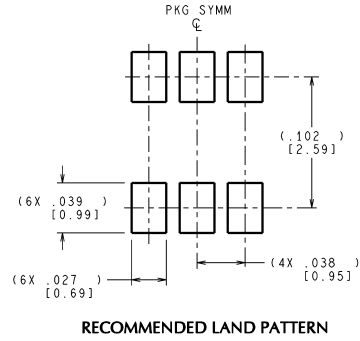 PKG SYMM
℄
(.102 )
[2.59]
(6X .039 )
[0.99]
(4X .038 )
[0.95]
(6X .027 )
[0.69]
RECOMMENDED LAND PATTERN